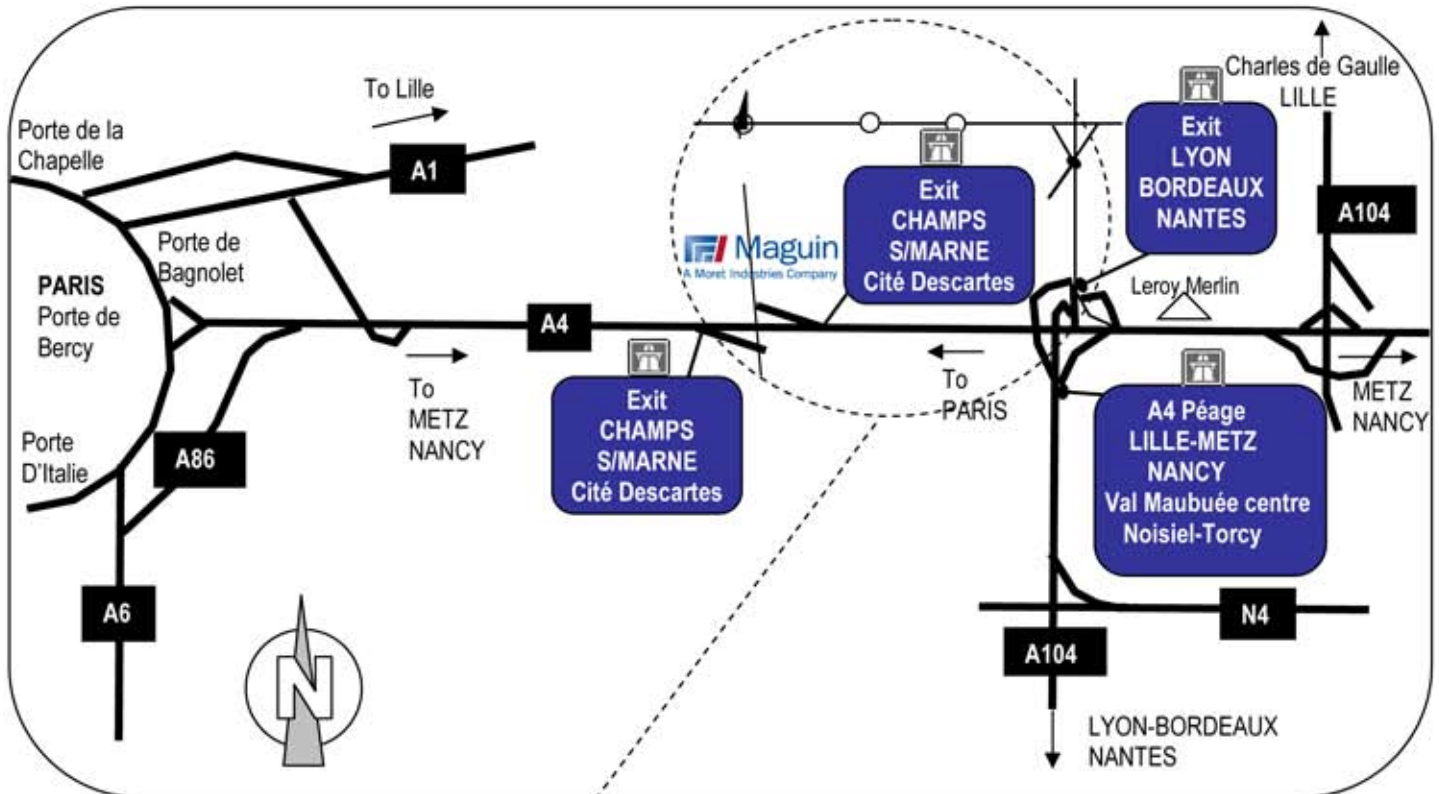 To Lille
Porte de la
Chapelle
A1
Porte de
Bagnolet
PARIS
Porte de
Bercy
A4
To
METZ
NANCY
Porte
D'Italie
A86
A6
N
Maguin
A Moret Industries Company
Exit
CHAMPS
S/MARNE
Cité Descartes
Exit
CHAMPS
S/MARNE
Cité Descartes
To
PARIS
Exit
LYON
BORDEAUX
NANTES
Charles de Gaulle
LILLE
A104
Leroy Merlin
METZ
NANCY
A4 Péage
LILLE-METZ
NANCY
Val Maubuée centre
Noisiel-Torcy
N4
A104
LYON-BORDEAUX
NANTES